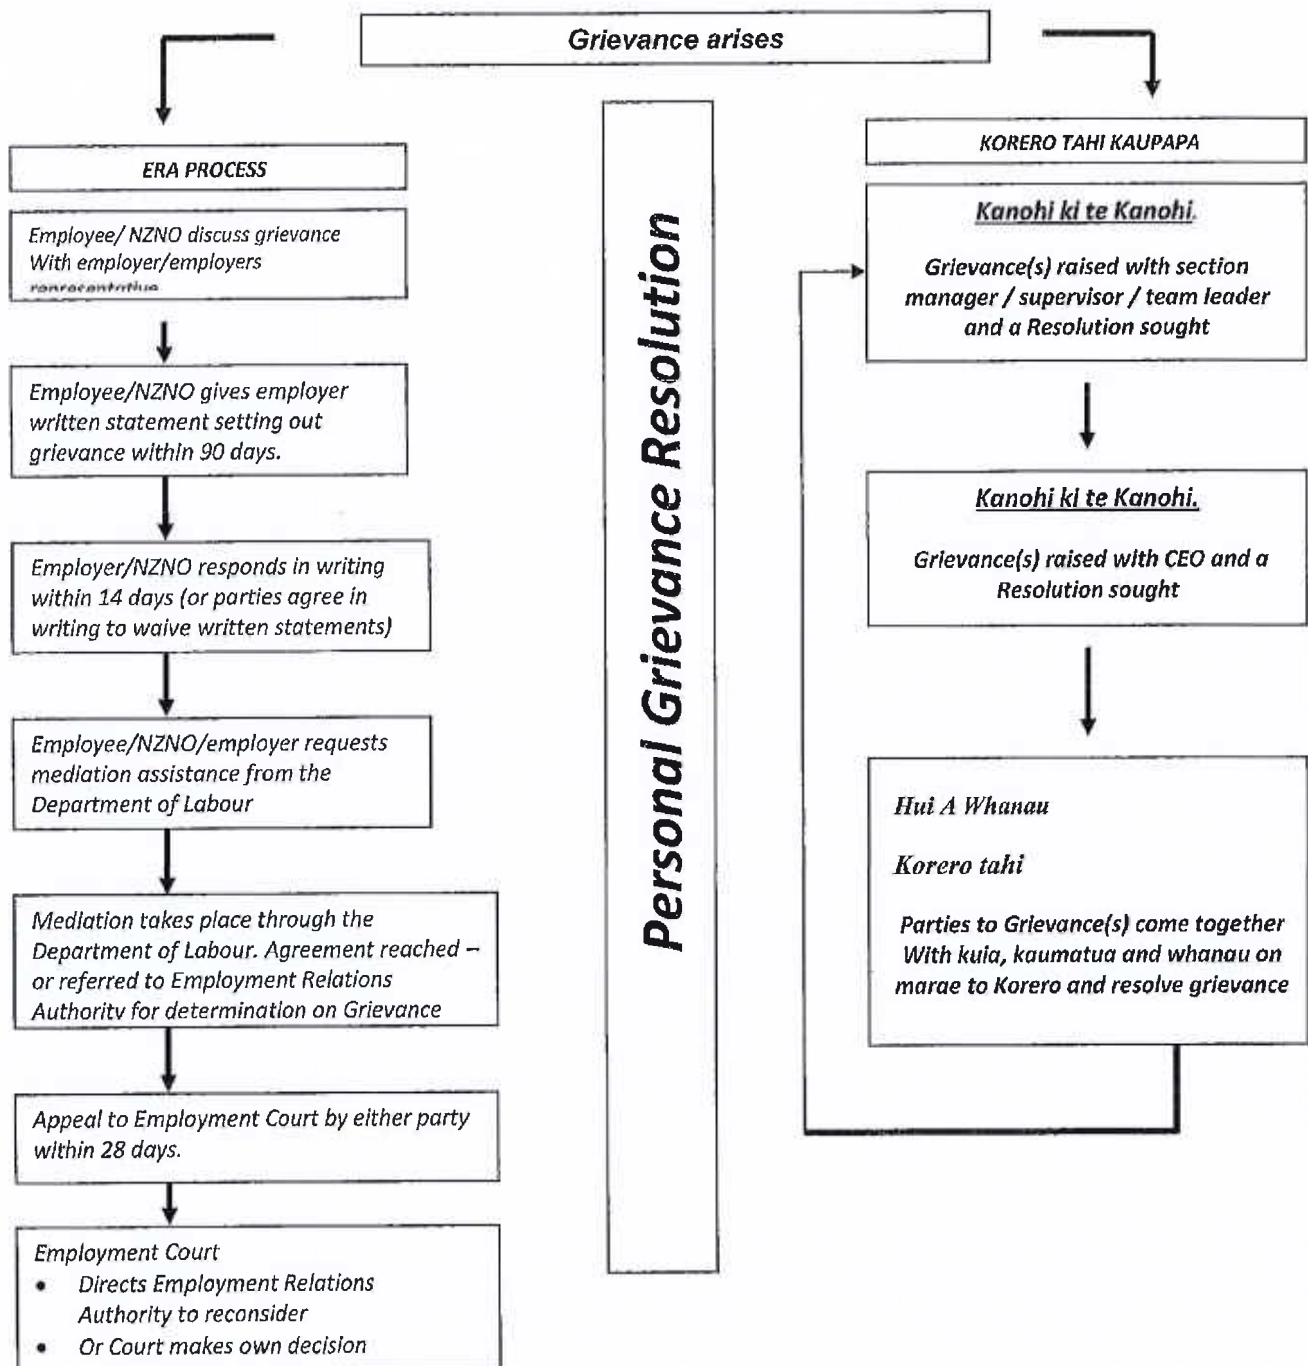 Grievance arises
ERA PROCESS
Employee/ NZNO discuss grievance
With employer/employers
representative
Employee/NZNO gives employer
written statement setting out
grievance within 90 days.
Employer/NZNO responds in writing
within 14 days (or parties agree in
writing to waive written statements)
Employee/NZNO/employer requests
mediation assistance from the
Department of Labour
Mediation takes place through the
Department of Labour. Agreement reached –
or referred to Employment Relations
Authority for determination on Grievance
Appeal to Employment Court by either party
within 28 days.
Employment Court
• Directs Employment Relations
Authority to reconsider
• Or Court makes own decision
Personal Grievance Resolution
KORERO TAHI KAUPAPA
Kanohi ki te Kanohi.
Grievance(s) raised with section
manager / supervisor / team leader
and a Resolution sought
Kanohi ki te Kanohi.
Grievance(s) raised with CEO and a
Resolution sought
Hui A Whanau
Korero tahi
Parties to Grievance(s) come together
With kuia, kaumatua and whanau on
marae to Korero and resolve grievance